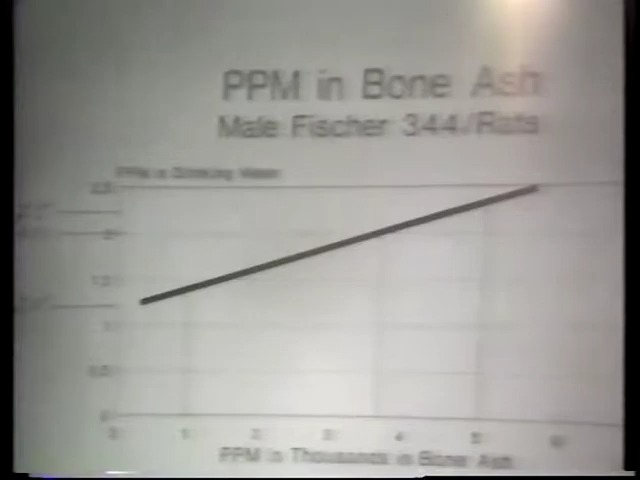 PPM in Bone Ash
Male Fischer 344/Rats
PPMs in Drinking Water
2.5
2
1.5
1
0.5
0
0 1 2 3 4 5 6
PPM in Thousands in Bone Ash